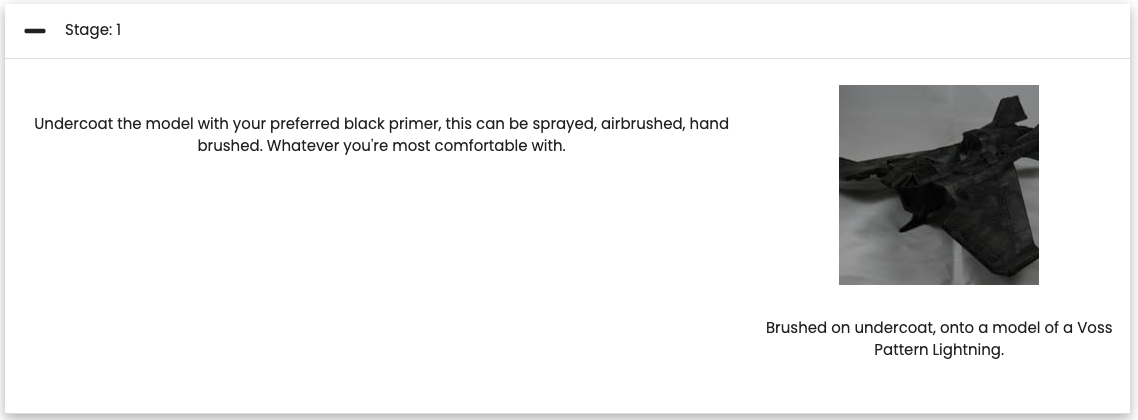 Stage: 1
Undercoat the model with your preferred black primer, this can be sprayed, airbrushed, hand
brushed. Whatever you're most comfortable with.
Brushed on undercoat, onto a model of a Voss
Pattern Lightning.